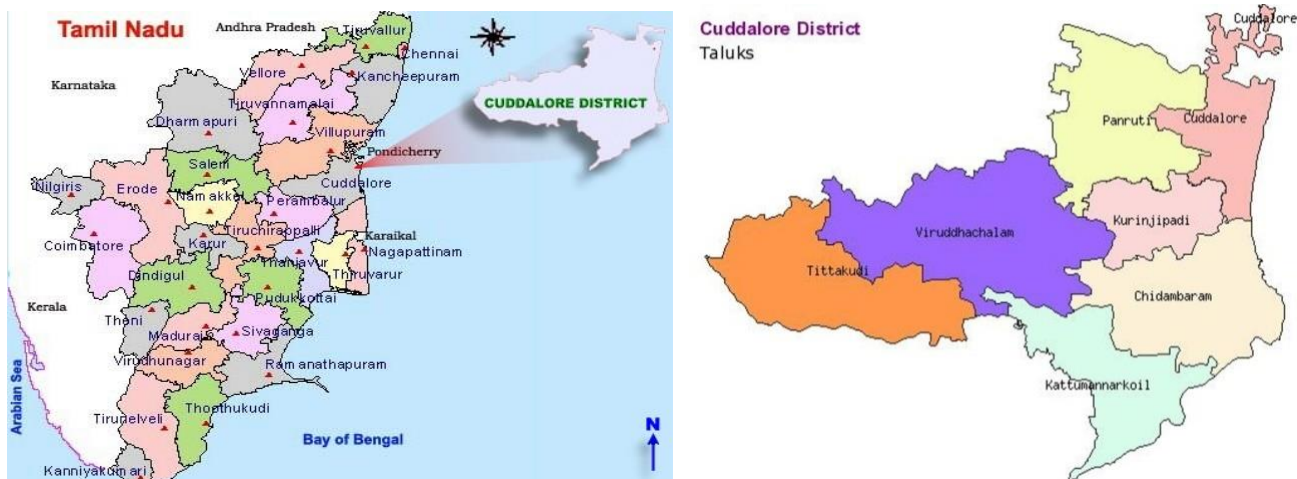 Tamil Nadu
Andhra Pradesh
Tiruvallur
Chennai
Vellore
Kancheepuram
Karnataka
Tiruvannamalai
CUDDALORE DISTRICT
Dharmapuri
Villupuram
Pondicherry
Salem
Cuddalore
Nilgiris
Erode
Namakkal
Perambalur
Tiruchirappalli
Karaikal
Coimbatore
Karur
Nagapattinam
Thanjavur
Thiruvarur
Dindigul
Pudukkottai
Kerala
Theni
Madurai
Sivaganga
Virudhunagar
Ramanathapuram
Arabian Sea
Tirunelveli
Thoothukudi
Bay of Bengal
N
Kanniyakumari
Cuddalore District
Taluks
Cuddalore
Panruti
Cuddalore
Kurinjipadi
Viruddhachalam
Tittakudi
Chidambaram
Kattumannarkoil